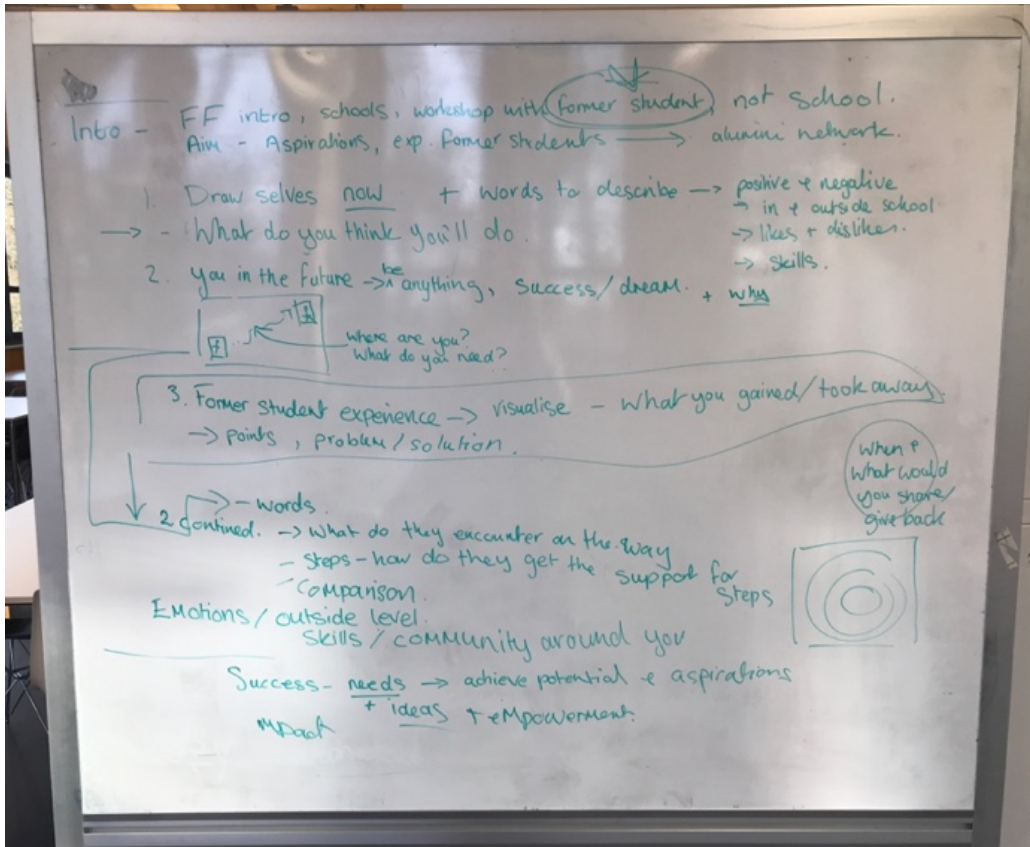 Intro - FF intro, schools, workshop with former student, not school.
Aim - Aspirations, exp. former students → alumini network.
1. Draw selves now + words to describe → positive & negative
→ in & outside school
→ likes + dislikes.
→ skills.
→ - What do you think you'll do.
2. you in the future → be anything, success/dream. + why
where are you?
What do you need?
3. Former student experience → visualise - what you gained/took away
→ points, problem/solution.
When &
what would
you share/
give back
→ - words.
2 contined. → what do they encounter on the way
- Steps - how do they get the support for
steps
- Comparison.
Emotions/outside level.
Skills/community around you
Success - needs → achieve potential & aspirations
+ ideas + empowerment.